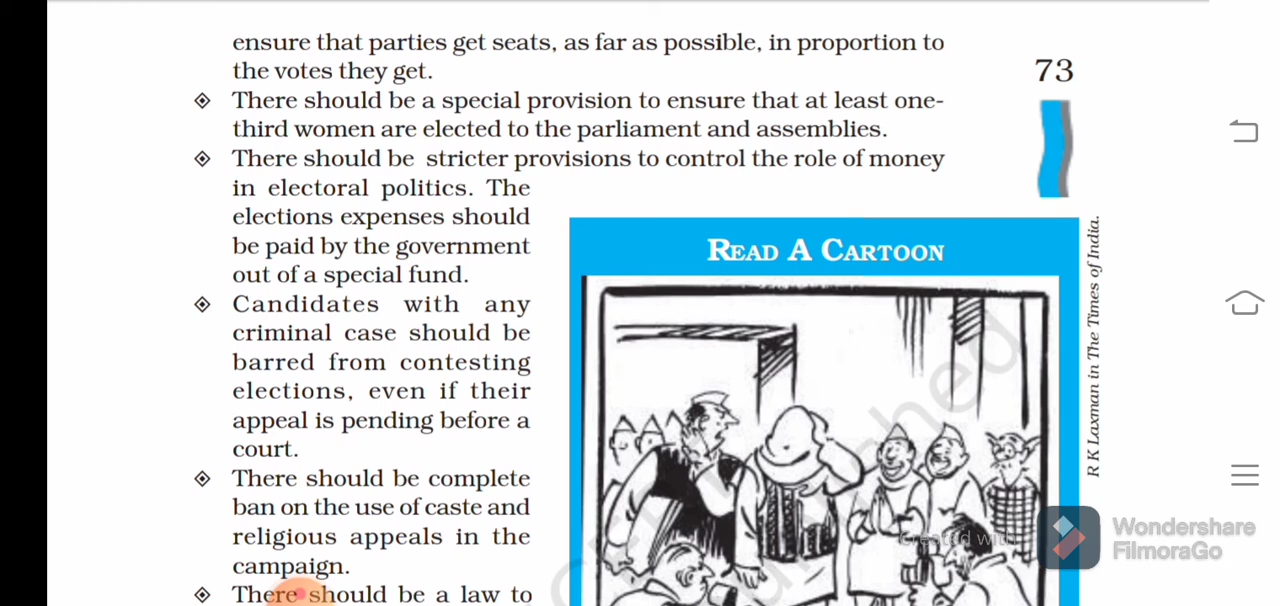 ensure that parties get seats, as far as possible, in proportion to
the votes they get.
73
◈ There should be a special provision to ensure that at least one-
third women are elected to the parliament and assemblies.
◈ There should be stricter provisions to control the role of money
in electoral politics. The
elections expenses should
be paid by the government
out of a special fund.
◈ Candidates with any
criminal case should be
barred from contesting
elections, even if their
appeal is pending before a
court.
◈ There should be complete
ban on the use of caste and
religious appeals in the
campaign.
◈ There should be a law to
READ A CARTOON
R K Laxman in The Times of India.
Created with
Wondershare
FilmoraGo